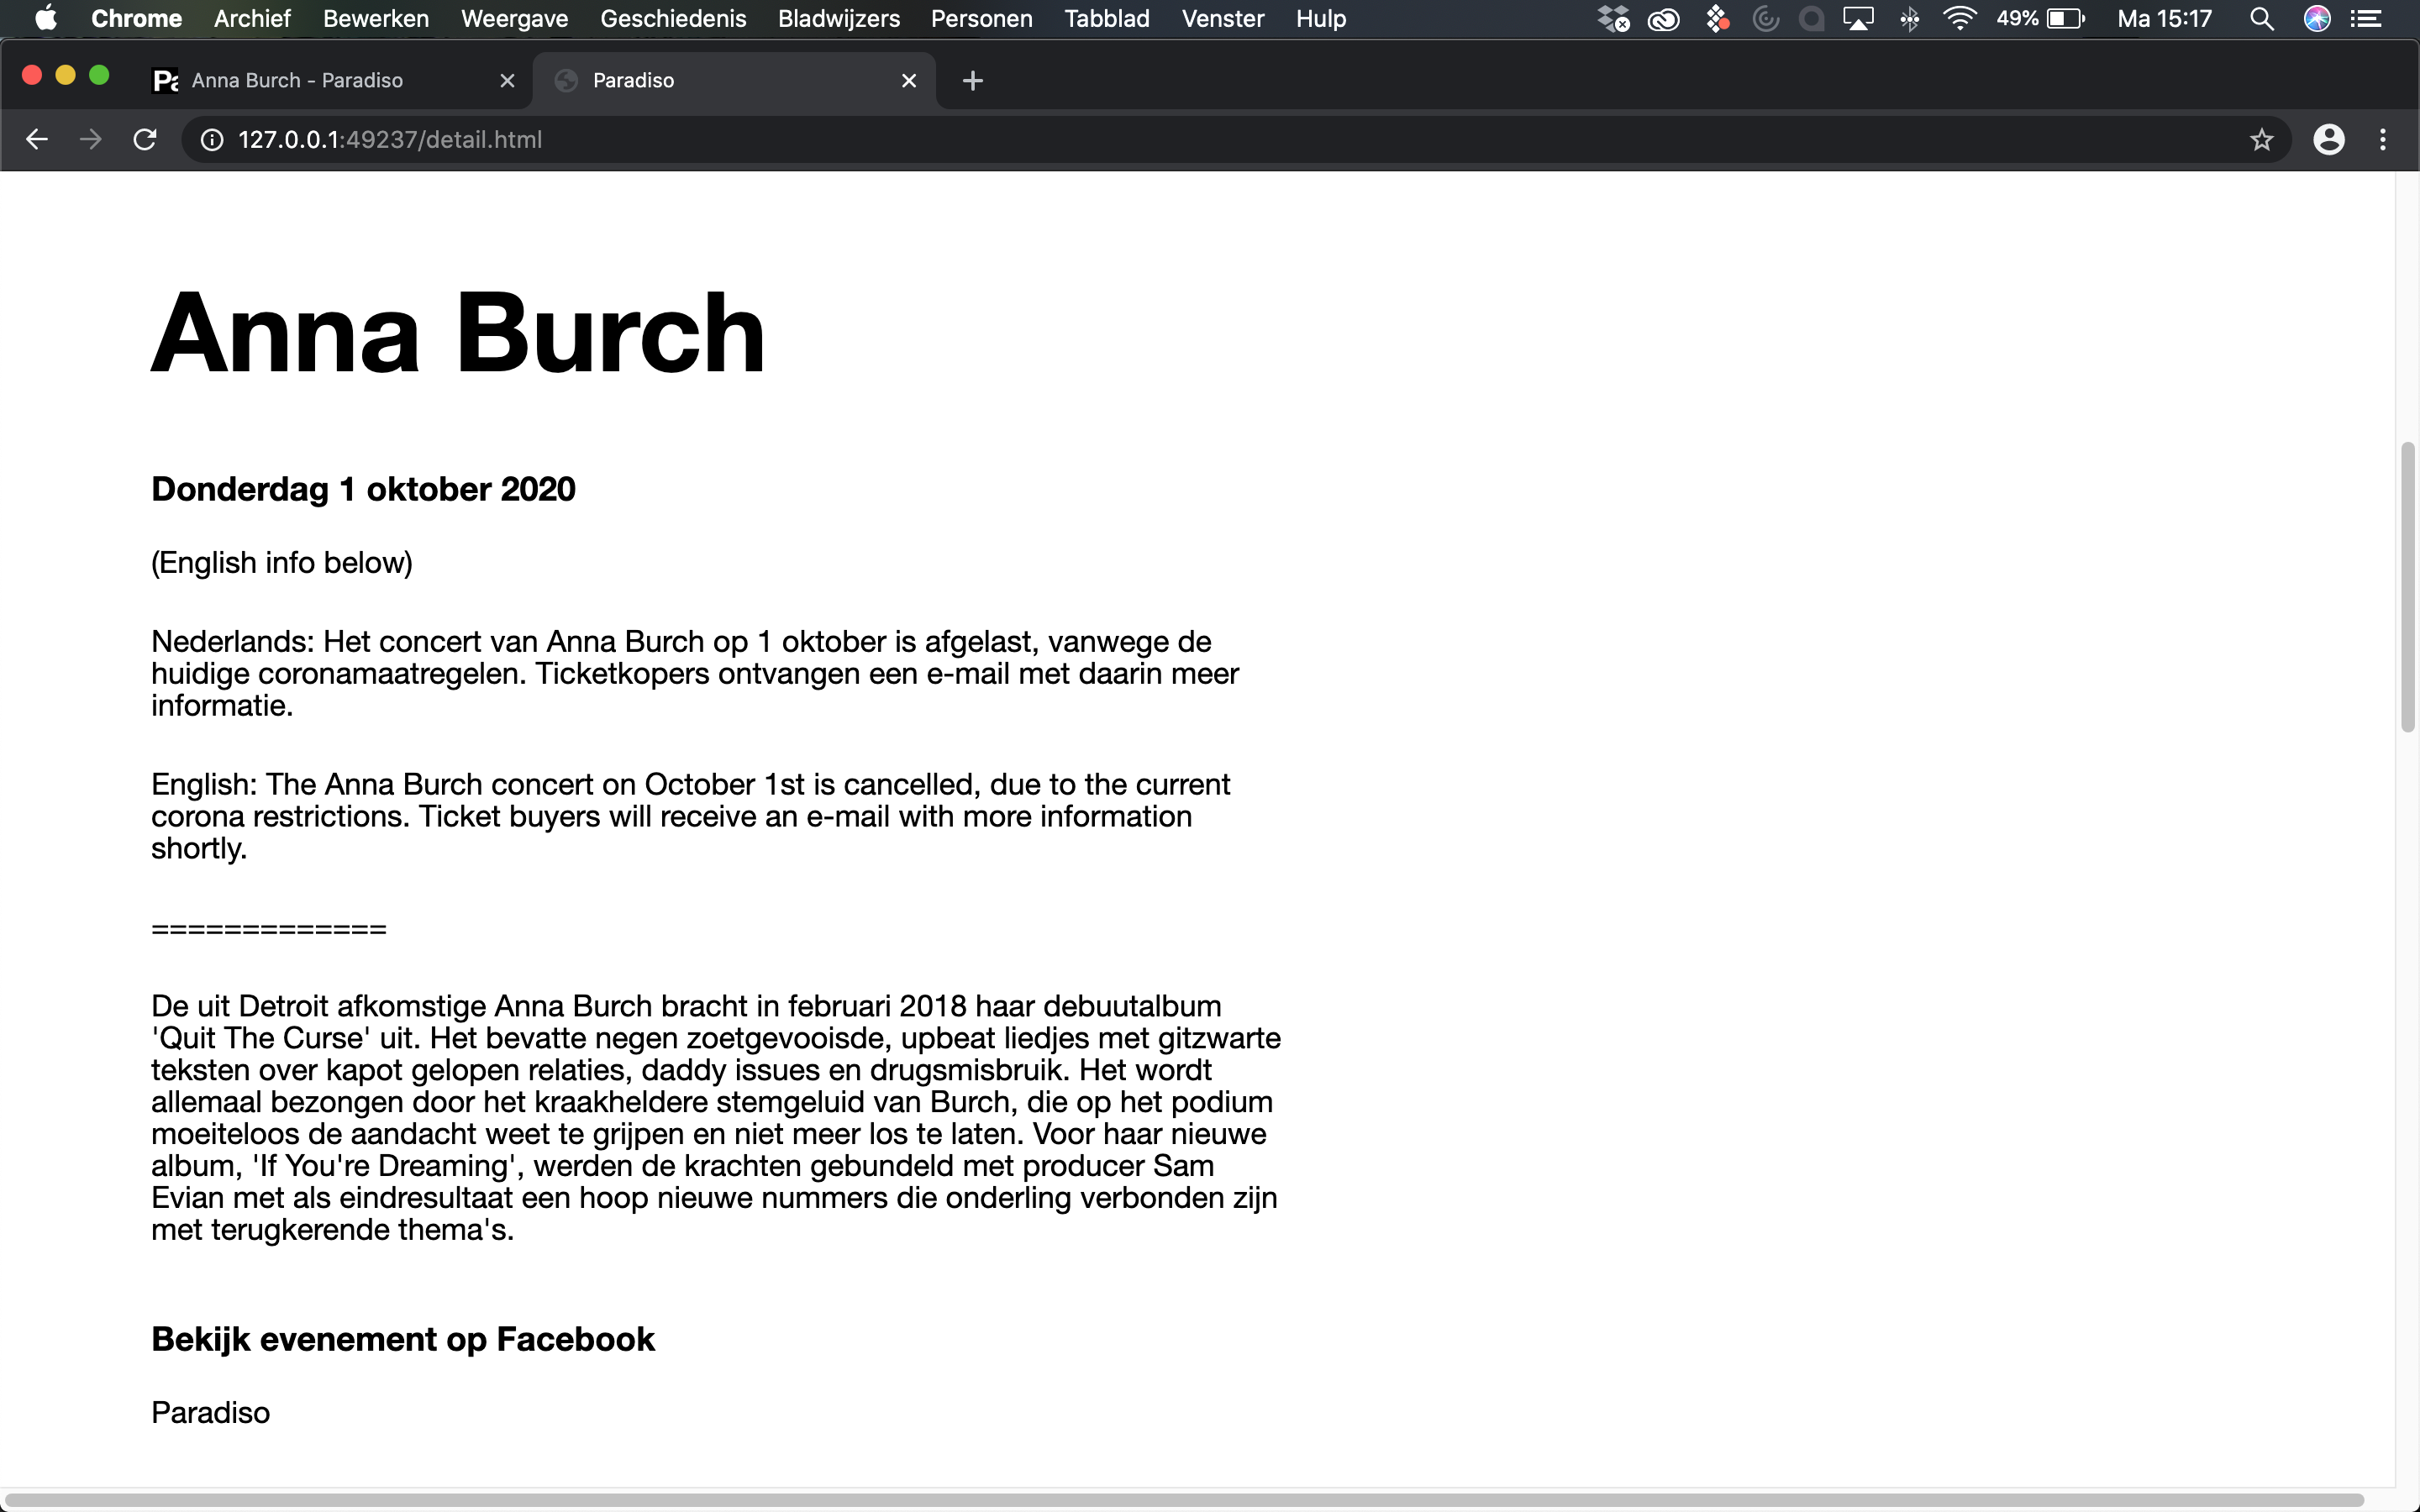 Chrome Archief Bewerken Weergave Geschiedenis Bladwijzers Personen Tabblad Venster Hulp 49% Ma 15:17
Anna Burch - Paradiso Paradiso
127.0.0.1:49237/detail.html
Anna Burch
Donderdag 1 oktober 2020
(English info below)
Nederlands: Het concert van Anna Burch op 1 oktober is afgelast, vanwege de
huidige coronamaatregelen. Ticketkopers ontvangen een e-mail met daarin meer
informatie.
English: The Anna Burch concert on October 1st is cancelled, due to the current
corona restrictions. Ticket buyers will receive an e-mail with more information
shortly.
=============
De uit Detroit afkomstige Anna Burch bracht in februari 2018 haar debuutalbum
'Quit The Curse' uit. Het bevatte negen zoetgevooisde, upbeat liedjes met gitzwarte
teksten over kapot gelopen relaties, daddy issues en drugsmisbruik. Het wordt
allemaal bezongen door het kraakheldere stemgeluid van Burch, die op het podium
moeiteloos de aandacht weet te grijpen en niet meer los te laten. Voor haar nieuwe
album, 'If You're Dreaming', werden de krachten gebundeld met producer Sam
Evian met als eindresultaat een hoop nieuwe nummers die onderling verbonden zijn
met terugkerende thema's.
Bekijk evenement op Facebook
Paradiso